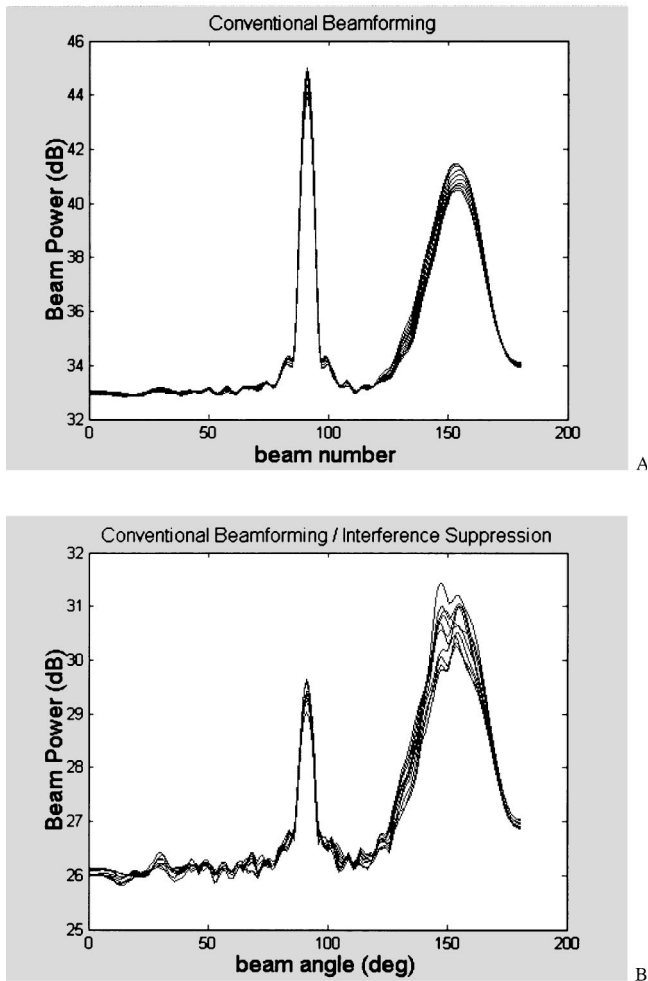 Conventional Beamforming
46
44
42
40
38
36
34
32
Beam Power (dB)
0 50 100 150 200
beam number
A
Conventional Beamforming / Interference Suppression
32
31
30
29
28
27
26
25
Beam Power (dB)
0 50 100 150 200
beam angle (deg)
B